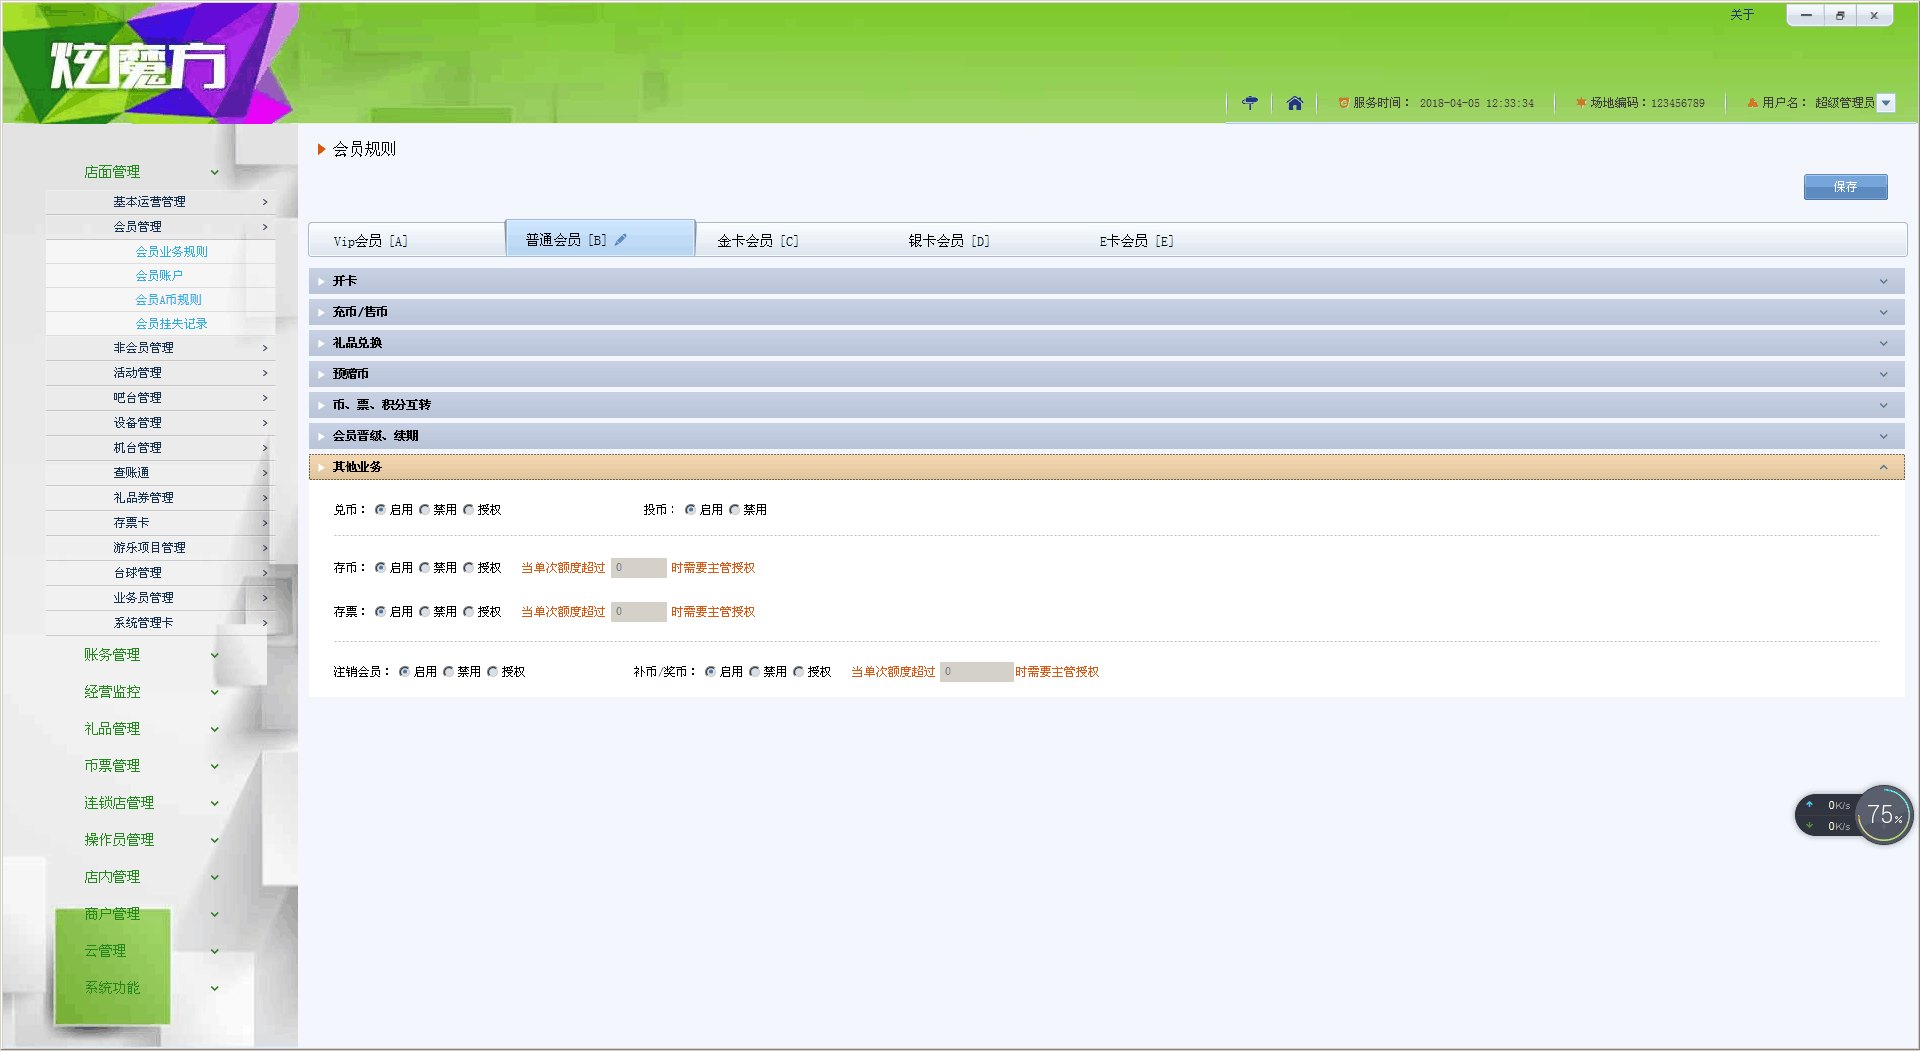 关于
炫魔方
服务时间： 2018-04-05 12:33:34
场地编码：123456789
用户名： 超级管理员
店面管理
基本运营管理
会员管理
会员业务规则
会员账户
会员A币规则
会员挂失记录
非会员管理
活动管理
吧台管理
设备管理
机台管理
查账通
礼品券管理
存票卡
游乐项目管理
台球管理
业务员管理
系统管理卡
账务管理
经营监控
礼品管理
币票管理
连锁店管理
操作员管理
店内管理
商户管理
云管理
系统功能
会员规则
保存
Vip会员 [A]
普通会员 [B]
金卡会员 [C]
银卡会员 [D]
E卡会员 [E]
开卡
充币/售币
礼品兑换
预赠币
币、票、积分互转
会员晋级、续期
其他业务
兑币： 启用 禁用 授权 投币： 启用 禁用
存币： 启用 禁用 授权 当单次额度超过 0 时需要主管授权
存票： 启用 禁用 授权 当单次额度超过 0 时需要主管授权
注销会员： 启用 禁用 授权 补币/奖币： 启用 禁用 授权 当单次额度超过 0 时需要主管授权
0K/s
0K/s
75%